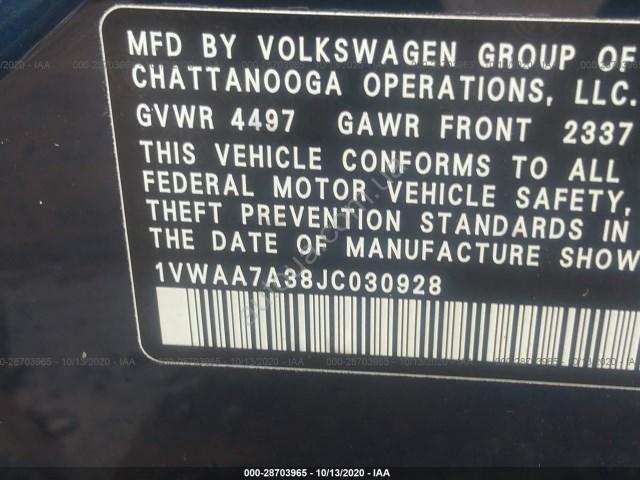 MFD BY VOLKSWAGEN GROUP OF
CHATTANOOGA OPERATIONS, LLC.
GVWR 4497 GAWR FRONT 2337
THIS VEHICLE CONFORMS TO ALL
FEDERAL MOTOR VEHICLE SAFETY,
THEFT PREVENTION STANDARDS IN
THE DATE OF MANUFACTURE SHOW
1VWAA7A38JC030928
000-28703965 - 10/13/2020 - IAA